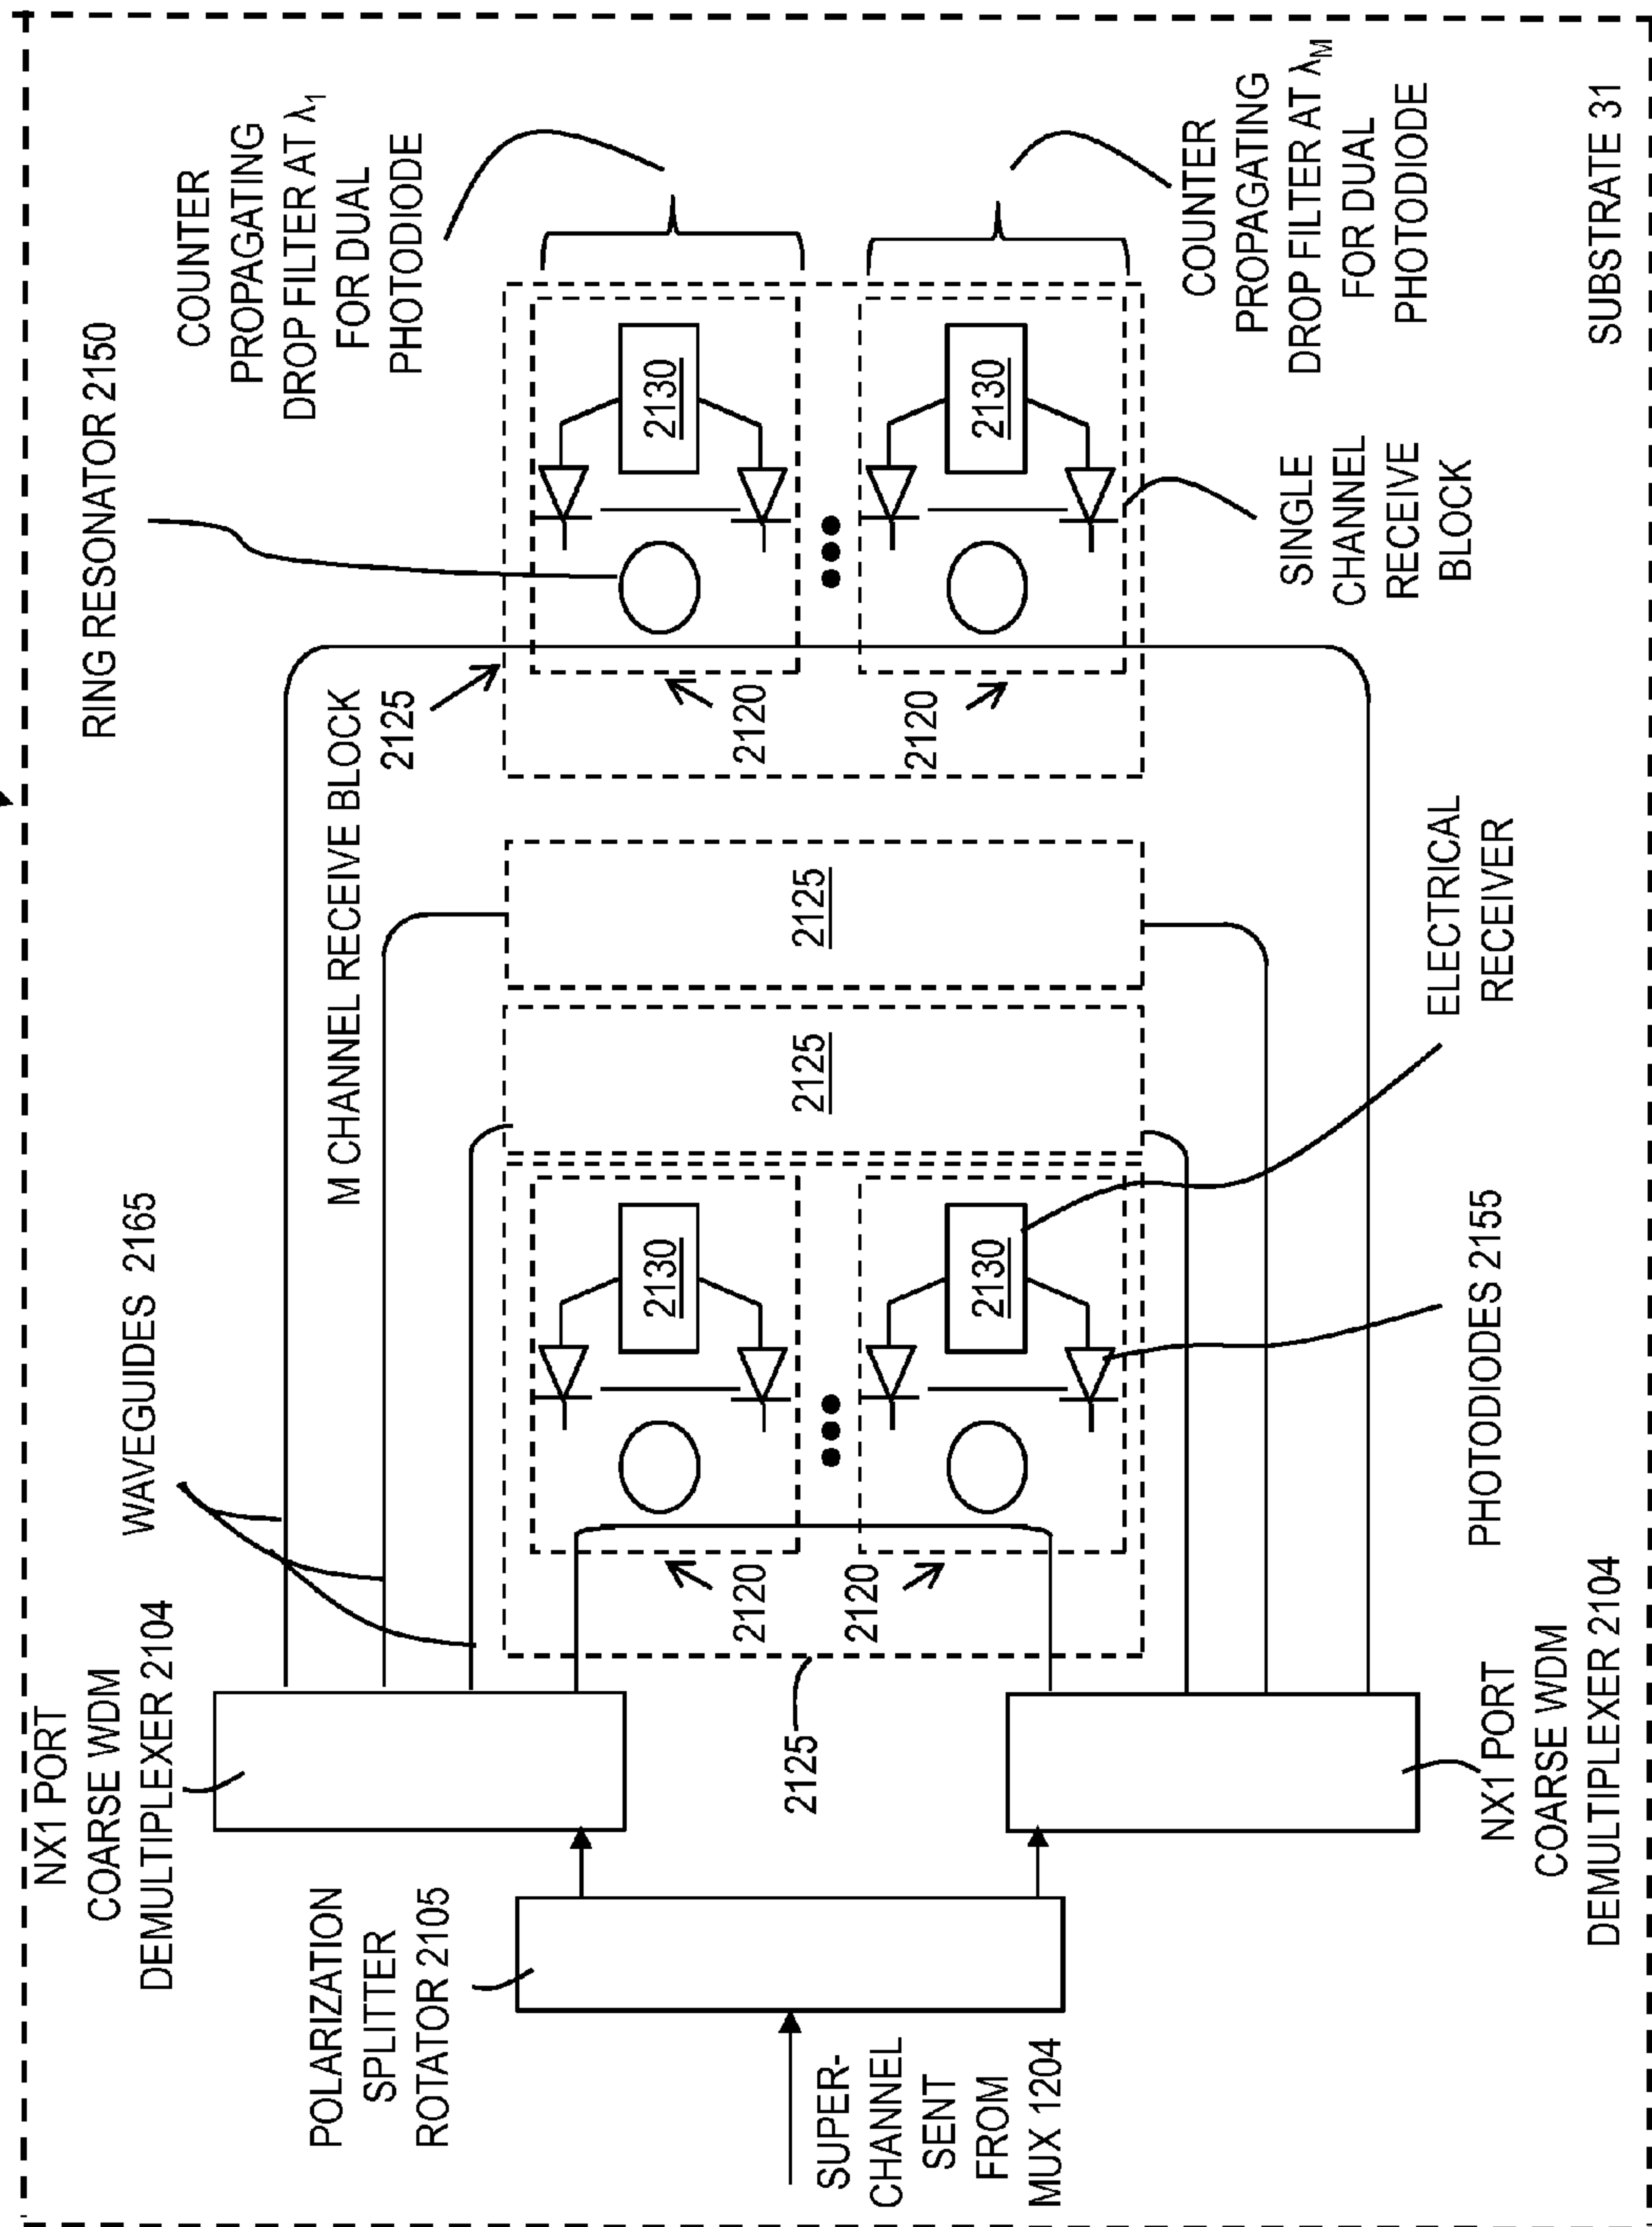 NX1 PORT
COARSE WDM
DEMULTIPLEXER 2104
WAVEGUIDES 2165
RING RESONATOR 2150
COUNTER
PROPAGATING
DROP FILTER AT λ1
FOR DUAL
PHOTODIODE
M CHANNEL RECEIVE BLOCK
2125
POLARIZATION
SPLITTER
ROTATOR 2105
2130
2130
2120
2120
2125
2125
2125
2120
2120
2130
2130
2125
SUPER-
CHANNEL
SENT
FROM
MUX 1204
COUNTER
PROPAGATING
DROP FILTER AT λM
FOR DUAL
PHOTODIODE
SINGLE
CHANNEL
RECEIVE
BLOCK
ELECTRICAL
RECEIVER
PHOTODIODES 2155
NX1 PORT
COARSE WDM
DEMUTIPLEXER 2104
SUBSTRATE 31